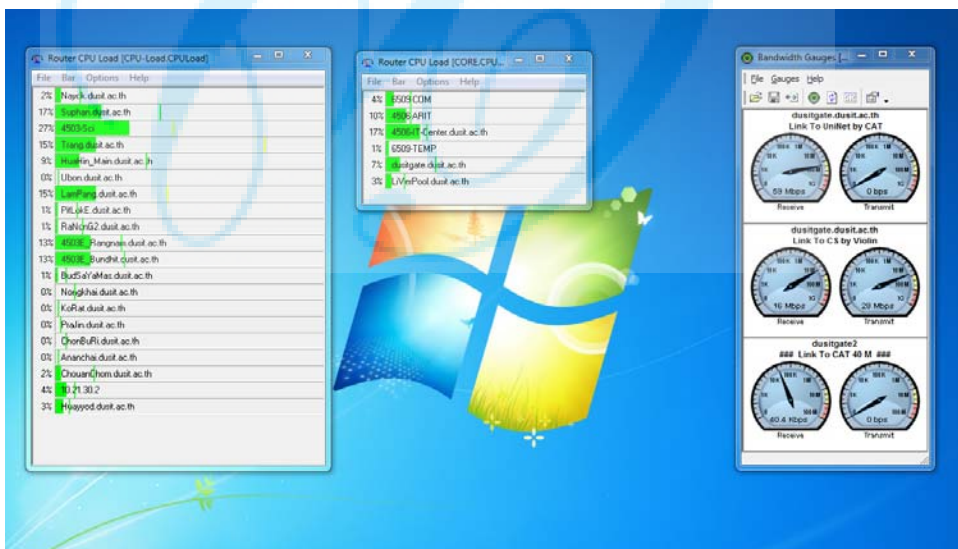 Router CPU Load [CPU-Load.CPULoad]
File Bar Options Help
2% Nayok.dusit.ac.th
17% Suphan.dusit.ac.th
27% 4503-Sci
15% Trang.dusit.ac.th
9% HuaHin_Main.dusit.ac.th
0% Ubon.dusit.ac.th
15% LamPang.dusit.ac.th
1% PitLokE.dusit.ac.th
1% RaNonG2.dusit.ac.th
13% 4503E_Rangnam.dusit.ac.th
13% 4503E_Bundhit.dusit.ac.th
1% BudSaYaMas.dusit.ac.th
0% Nongkhai.dusit.ac.th
0% KoRat.dusit.ac.th
0% PraJin.dusit.ac.th
0% ChonBuRi.dusit.ac.th
0% Ananchai.dusit.ac.th
2% ChouanChom.dusit.ac.th
4% 10.21.30.2
3% Huayyod.dusit.ac.th
Router CPU Load [CORE.CPU...
File Bar Options Help
4% 6509-COM
10% 4506-ARIT
17% 4506-IT-Center.dusit.ac.th
1% 6509-TEMP
7% dusitgate.dusit.ac.th
3% LiVmPool.dusit.ac.th
Bandwidth Gauges [...
File Gauges Help
dusitgate.dusit.ac.th
Link To UniNet by CAT
59 Mbps 0 bps
Receive Transmit
dusitgate.dusit.ac.th
Link To CS by Violin
16 Mbps 29 Mbps
Receive Transmit
dusitgate2
### Link To CAT 40 M ###
60.4 Kbps 0 bps
Receive Transmit